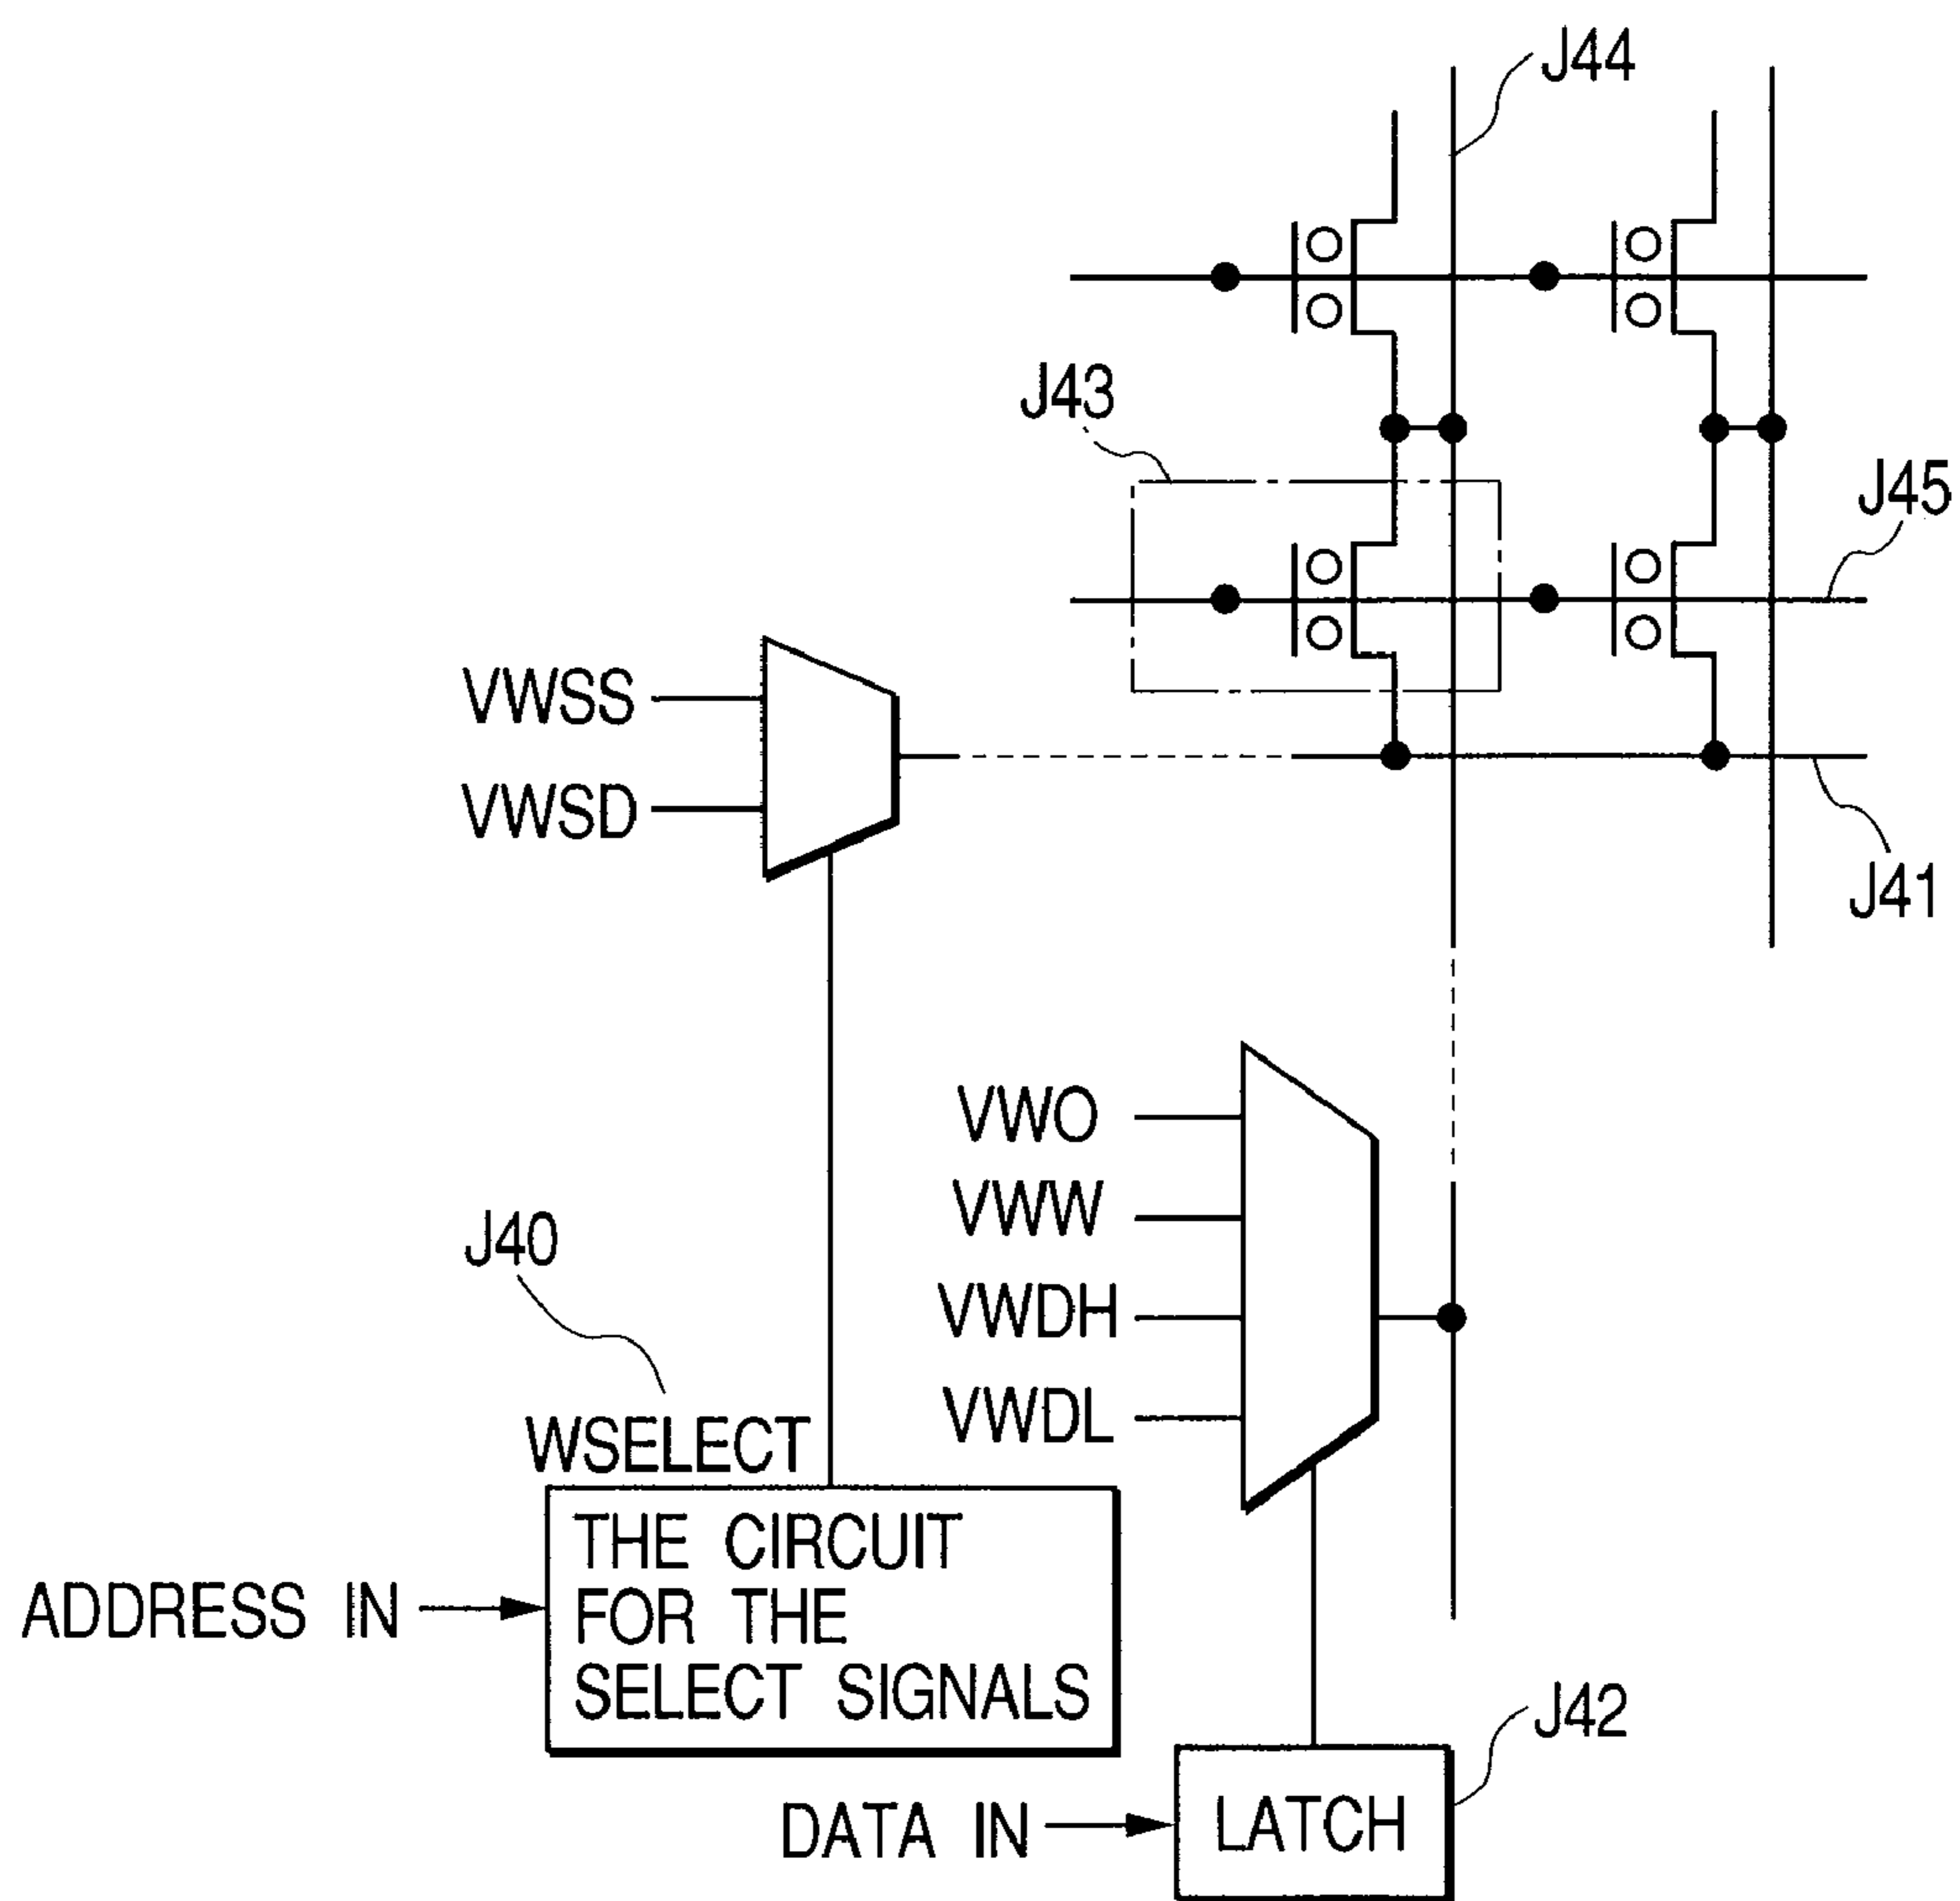 J44
J43
J45
VWSS
VWSD
J41
VWO
VWW
J40
VWDH
VWDL
WSELECT
THE CIRCUIT
FOR THE
SELECT SIGNALS
ADDRESS IN
J42
DATA IN
LATCH